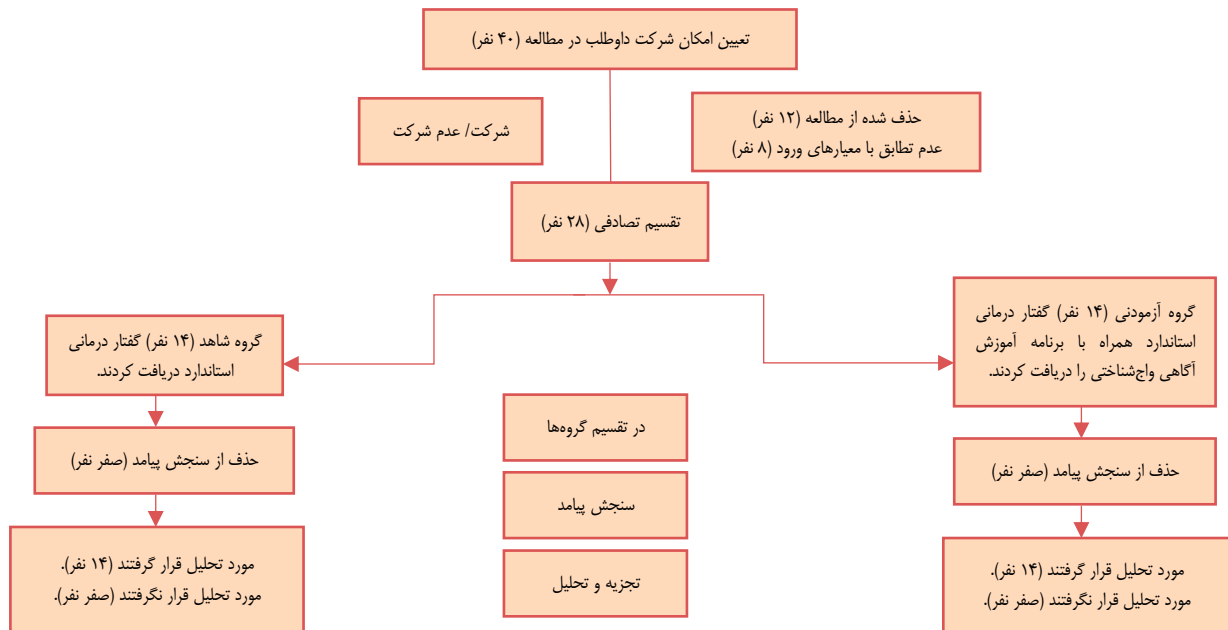 تعیین امکان شرکت داوطلب در مطالعه (۴۰ نفر)
حذف شده از مطالعه (۱۲ نفر)
عدم تطابق با معیارهای ورود (۸ نفر)
شرکت/ عدم شرکت
تقسیم تصادفی (۲۸ نفر)
گروه آزمودنی (۱۴ نفر) گفتار درمانی
استاندارد همراه با برنامه آموزش
آگاهی واج‌شناختی را دریافت کردند.
گروه شاهد (۱۴ نفر) گفتار درمانی
استاندارد دریافت کردند.
در تقسیم گروه‌ها
حذف از سنجش پیامد (صفر نفر)
حذف از سنجش پیامد (صفر نفر)
سنجش پیامد
مورد تحلیل قرار گرفتند (۱۴ نفر).
مورد تحلیل قرار نگرفتند (صفر نفر).
تجزیه و تحلیل
مورد تحلیل قرار گرفتند (۱۴ نفر).
مورد تحلیل قرار نگرفتند (صفر نفر).